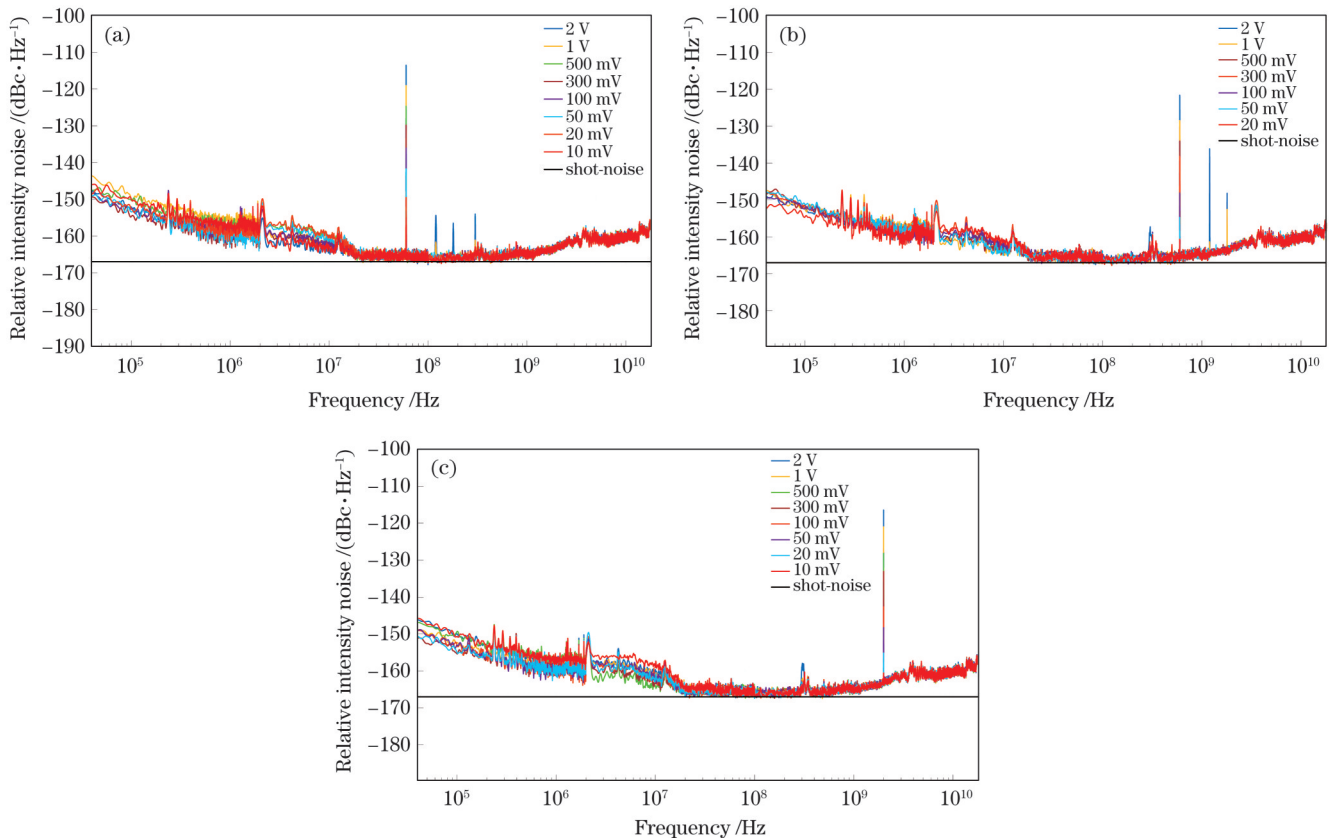 (a)
Relative intensity noise /(dBc·Hz⁻¹)
−100
−110
−120
−130
−140
−150
−160
−170
−180
−190
2 V
1 V
500 mV
300 mV
100 mV
50 mV
20 mV
10 mV
shot-noise
10⁵
10⁶
10⁷
10⁸
10⁹
10¹⁰
Frequency /Hz
(b)
Relative intensity noise /(dBc·Hz⁻¹)
−100
−110
−120
−130
−140
−150
−160
−170
−180
2 V
1 V
500 mV
300 mV
100 mV
50 mV
20 mV
shot-noise
10⁵
10⁶
10⁷
10⁸
10⁹
10¹⁰
Frequency /Hz
(c)
Relative intensity noise /(dBc·Hz⁻¹)
−100
−110
−120
−130
−140
−150
−160
−170
−180
2 V
1 V
500 mV
300 mV
100 mV
50 mV
20 mV
10 mV
shot-noise
10⁵
10⁶
10⁷
10⁸
10⁹
10¹⁰
Frequency /Hz